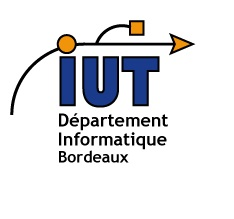 IUT
Département
Informatique
Bordeaux